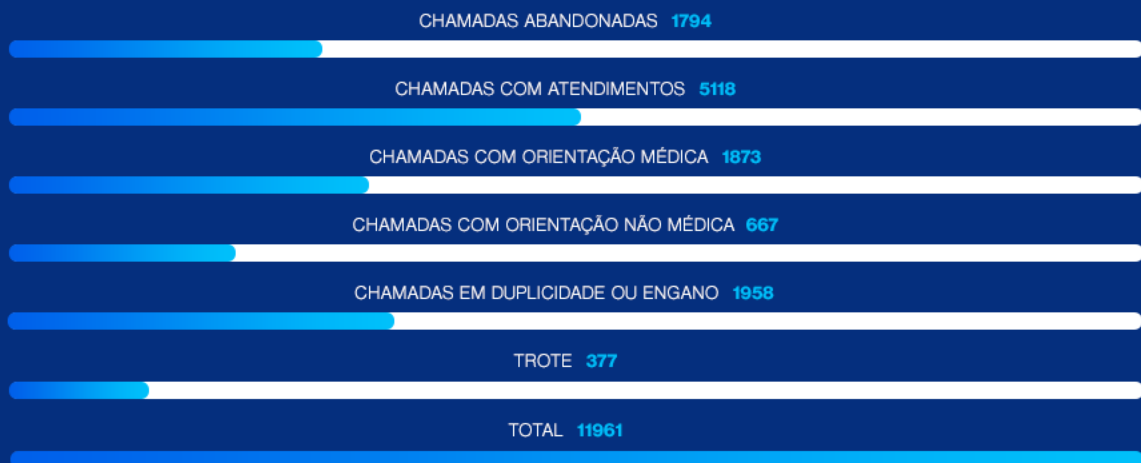 CHAMADAS ABANDONADAS 1794
CHAMADAS COM ATENDIMENTOS 5118
CHAMADAS COM ORIENTAÇÃO MÉDICA 1873
CHAMADAS COM ORIENTAÇÃO NÃO MÉDICA 667
CHAMADAS EM DUPLICIDADE OU ENGANO 1958
TROTE 377
TOTAL 11961